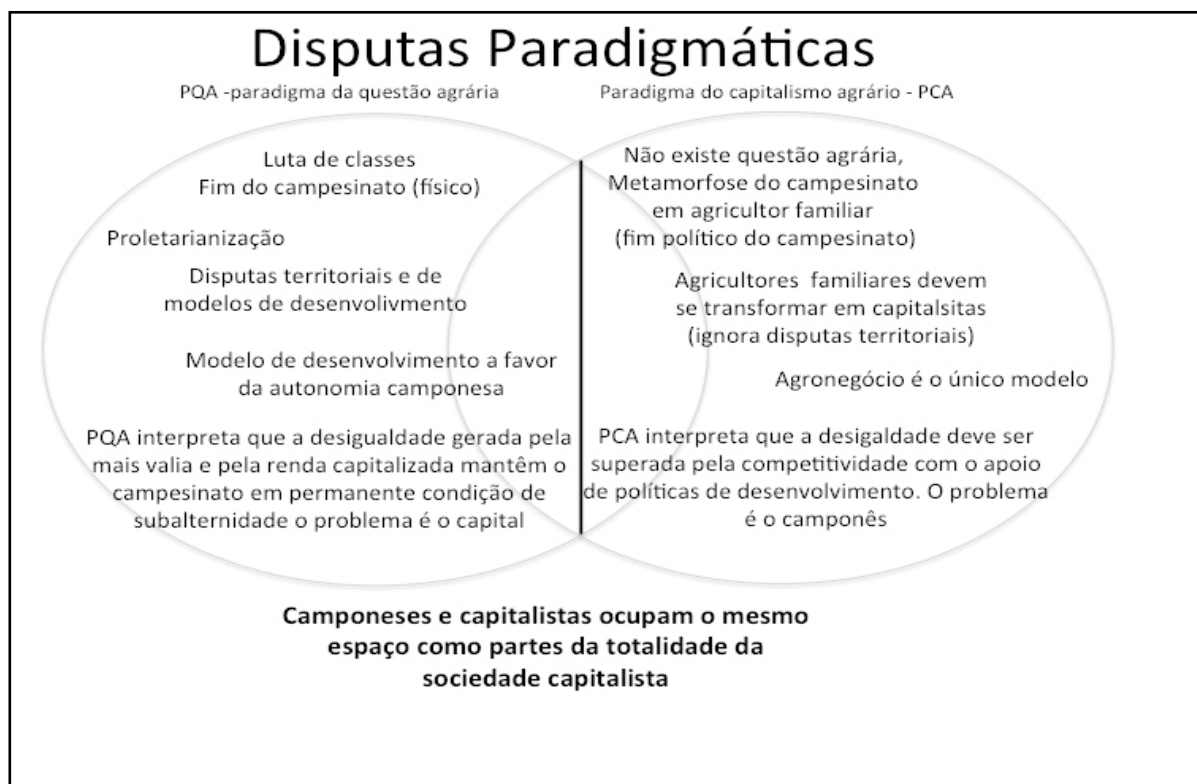 Disputas Paradigmáticas
PQA -paradigma da questão agrária
Paradigma do capitalismo agrário - PCA
Luta de classes
Fim do campesinato (físico)
Proletarianização
Disputas territoriais e de
modelos de desenvolivmento
Modelo de desenvolvimento a favor
da autonomia camponesa
PQA interpreta que a desigualdade gerada pela
mais valia e pela renda capitalizada mantêm o
campesinato em permanente condição de
subalternidade o problema é o capital
Não existe questão agrária,
Metamorfose do campesinato
em agricultor familiar
(fim político do campesinato)
Agricultores familiares devem
se transformar em capitalsitas
(ignora disputas territoriais)
Agronegócio é o único modelo
PCA interpreta que a desigaldade deve ser
superada pela competitividade com o apoio
de políticas de desenvolvimento. O problema
é o camponês
Camponeses e capitalistas ocupam o mesmo
espaço como partes da totalidade da
sociedade capitalista